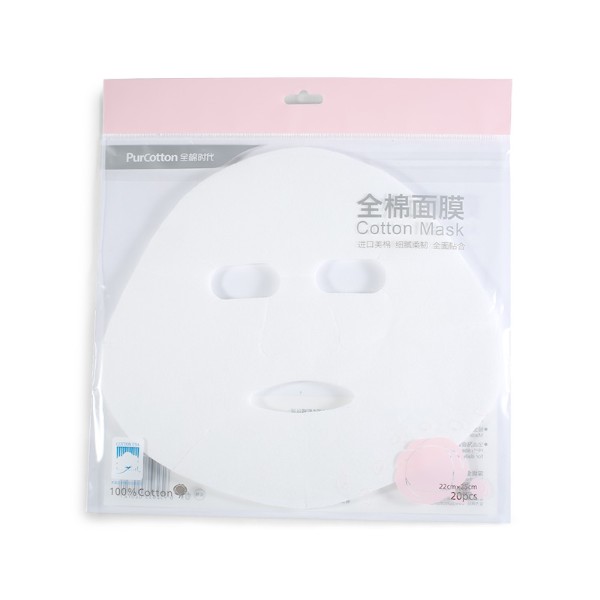 PurCotton 全棉时代
全棉面膜
Cotton Mask
进口美棉 细腻柔韧 全面贴合
100%Cotton
22cm×25cm
20pcs